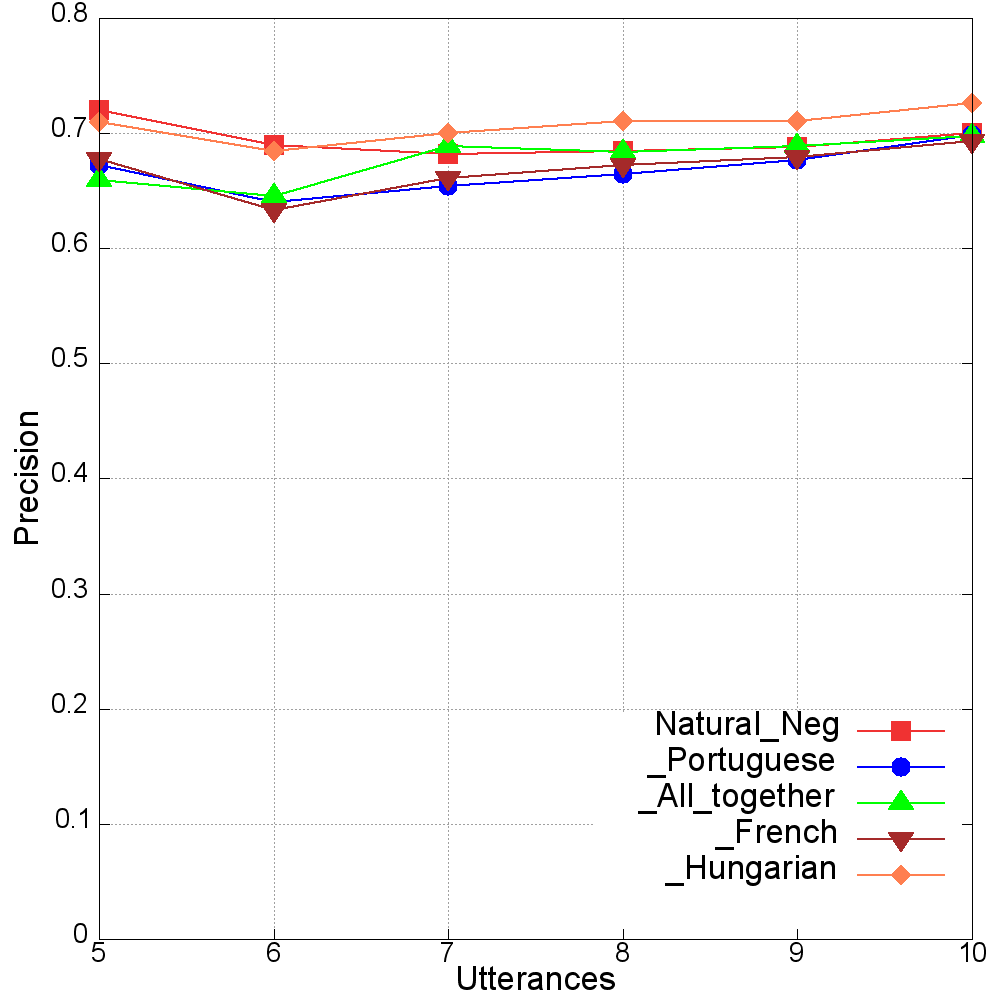 0.8
0.7
0.6
0.5
0.4
0.3
0.2
0.1
0
Precision
5 6 7 8 9 10
Utterances
Natural_Neg
_Portuguese
_All_together
_French
_Hungarian